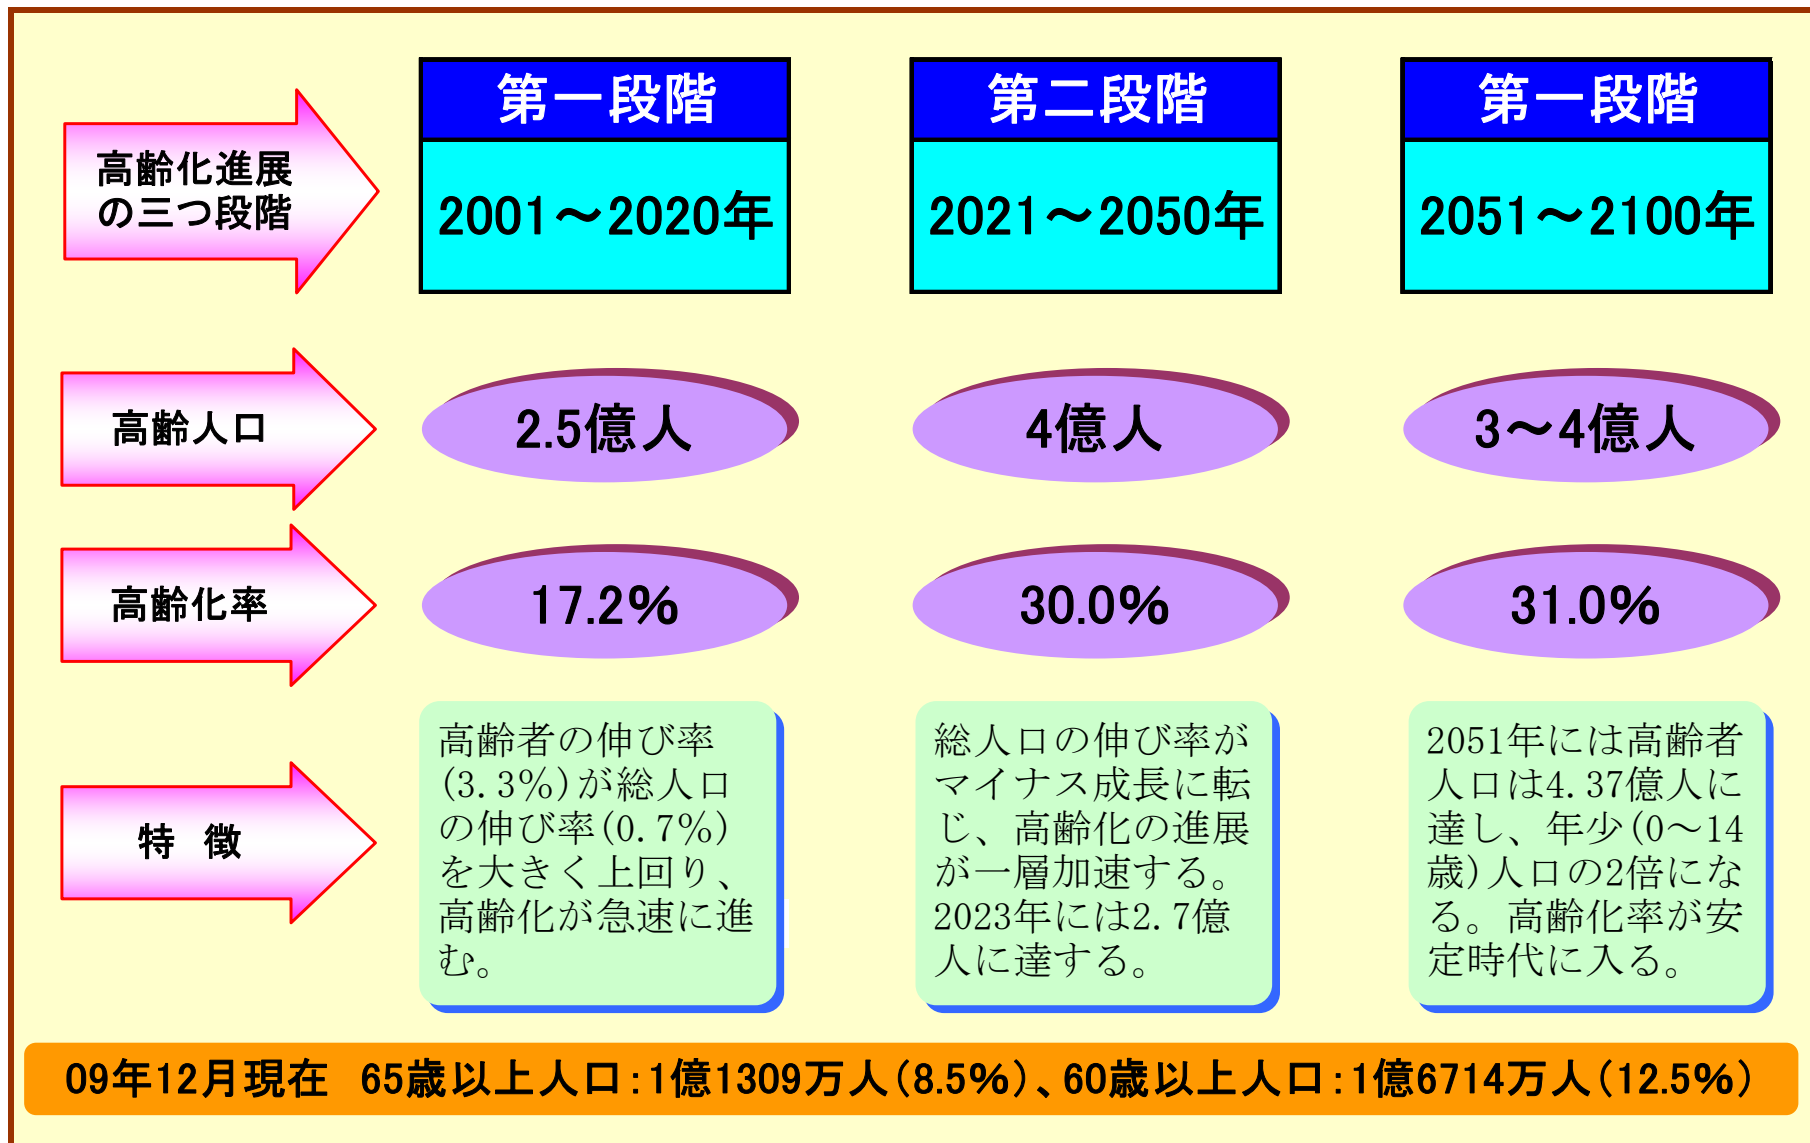 高齢化進展
の三つ段階
第一段階
2001～2020年
第二段階
2021～2050年
第一段階
2051～2100年
高齢人口
2.5億人
4億人
3～4億人
高齢化率
17.2%
30.0%
31.0%
特 徴
高齢者の伸び率
(3.3%)が総人口
の伸び率(0.7%)
を大きく上回り、
高齢化が急速に進
む。
総人口の伸び率が
マイナス成長に転
じ、高齢化の進展
が一層加速する。
2023年には2.7億
人に達する。
2051年には高齢者
人口は4.37億人に
達し、年少(0～14
歳)人口の2倍にな
る。高齢化率が安
定時代に入る。
09年12月現在 65歳以上人口：1億1309万人(8.5%)、60歳以上人口：1億6714万人(12.5%)